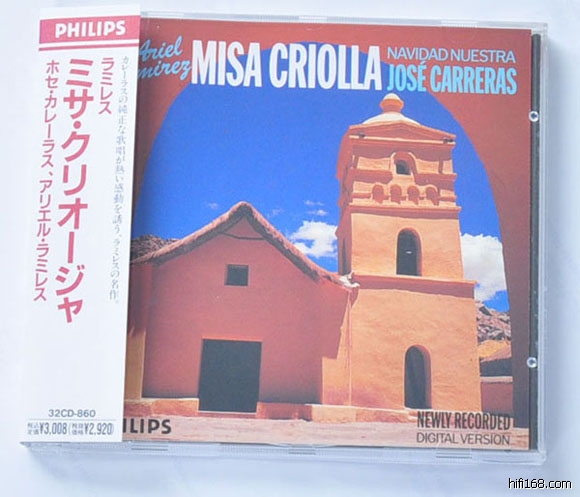 PHILIPS
ラミレス
ミサ・クリオージャ
ホセ・カレーラス、アリエル・ラミレス
カレーラスの純正な歌唱が熱い感動を誘う、ラミレスの名作。
32CD-860
税込定価¥3,008(税抜価格¥2,920)
Ariel
mirez
MISA CRIOLLA
NAVIDAD NUESTRA
JOSÉ CARRERAS
NEWLY RECORDED
DIGITAL VERSION
HILIPS
hifi168.com